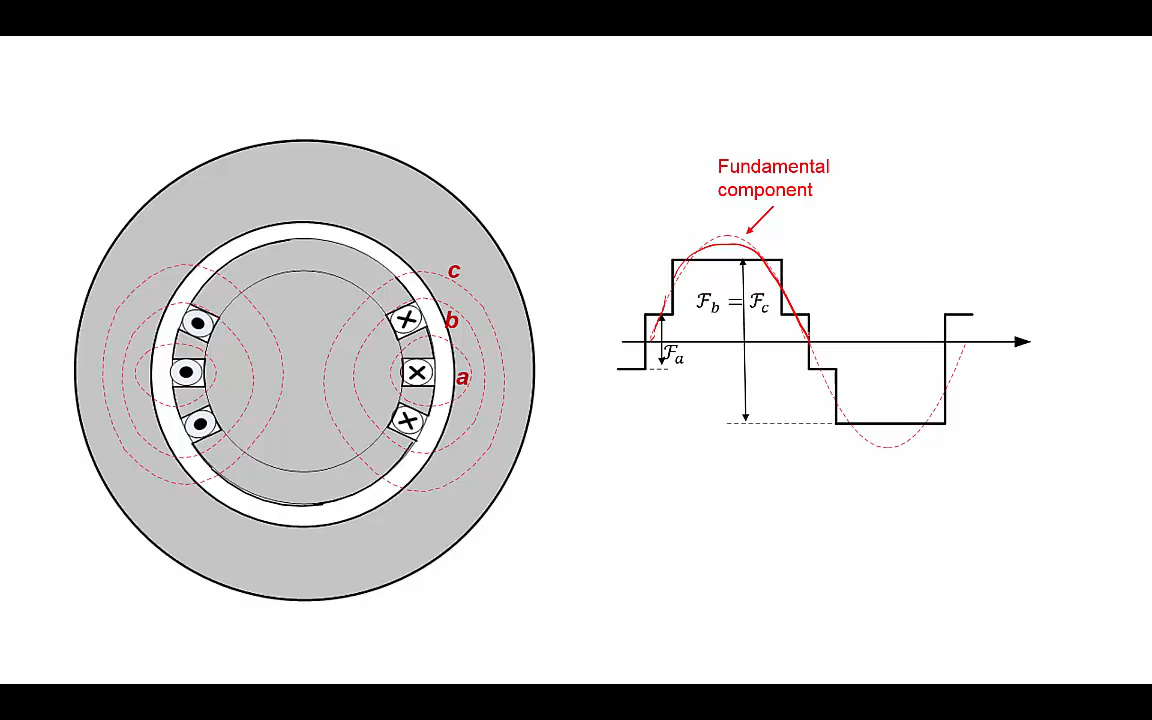 Fundamental
component
c
b
a
ℱb = ℱc
ℱa